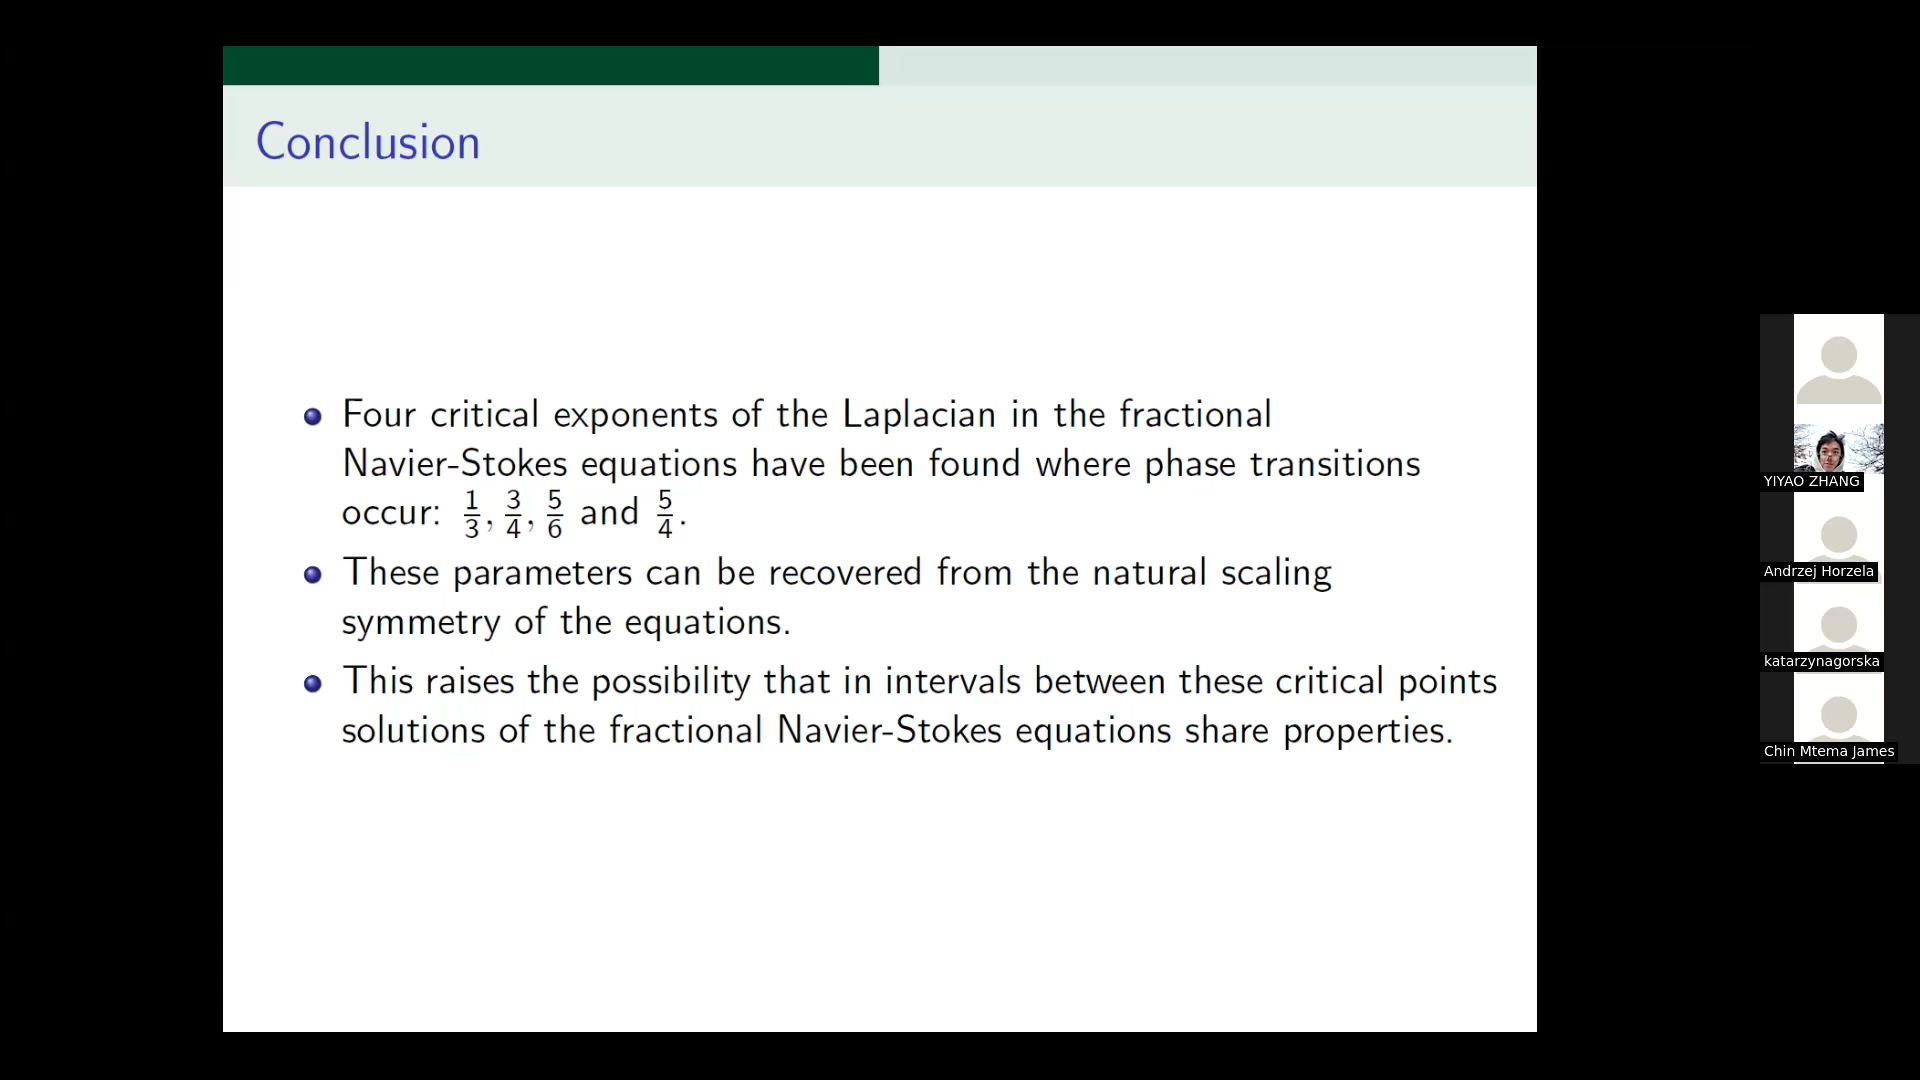 Conclusion
Four critical exponents of the Laplacian in the fractional
Navier-Stokes equations have been found where phase transitions
occur: 1/3, 3/4, 5/6 and 5/4.
These parameters can be recovered from the natural scaling
symmetry of the equations.
This raises the possibility that in intervals between these critical points
solutions of the fractional Navier-Stokes equations share properties.
YIYAO ZHANG
Andrzej Horzela
katarzynagorska
Chin Mtema James